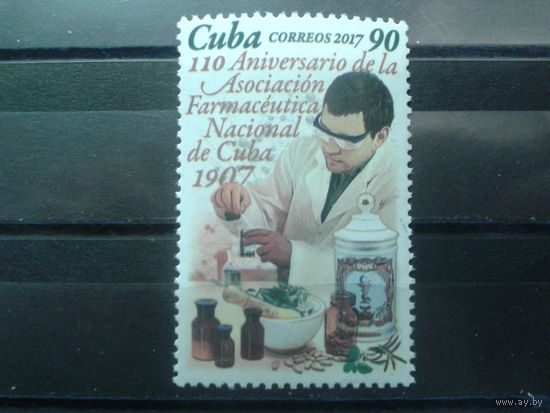 Cuba CORREOS 2017 90
110 Aniversario de la
Asociación
Farmacéutica
Nacional
de Cuba
1907
www.ay.by